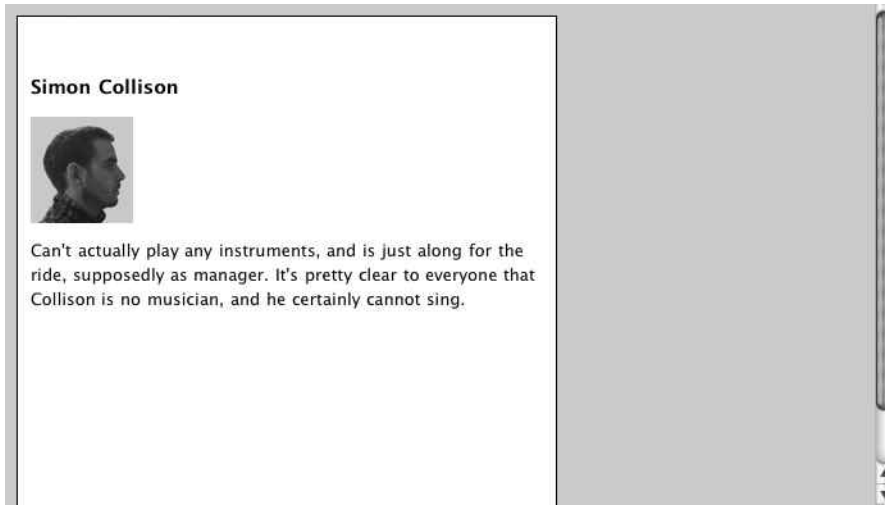 Simon Collison
Can't actually play any instruments, and is just along for the
ride, supposedly as manager. It's pretty clear to everyone that
Collison is no musician, and he certainly cannot sing.